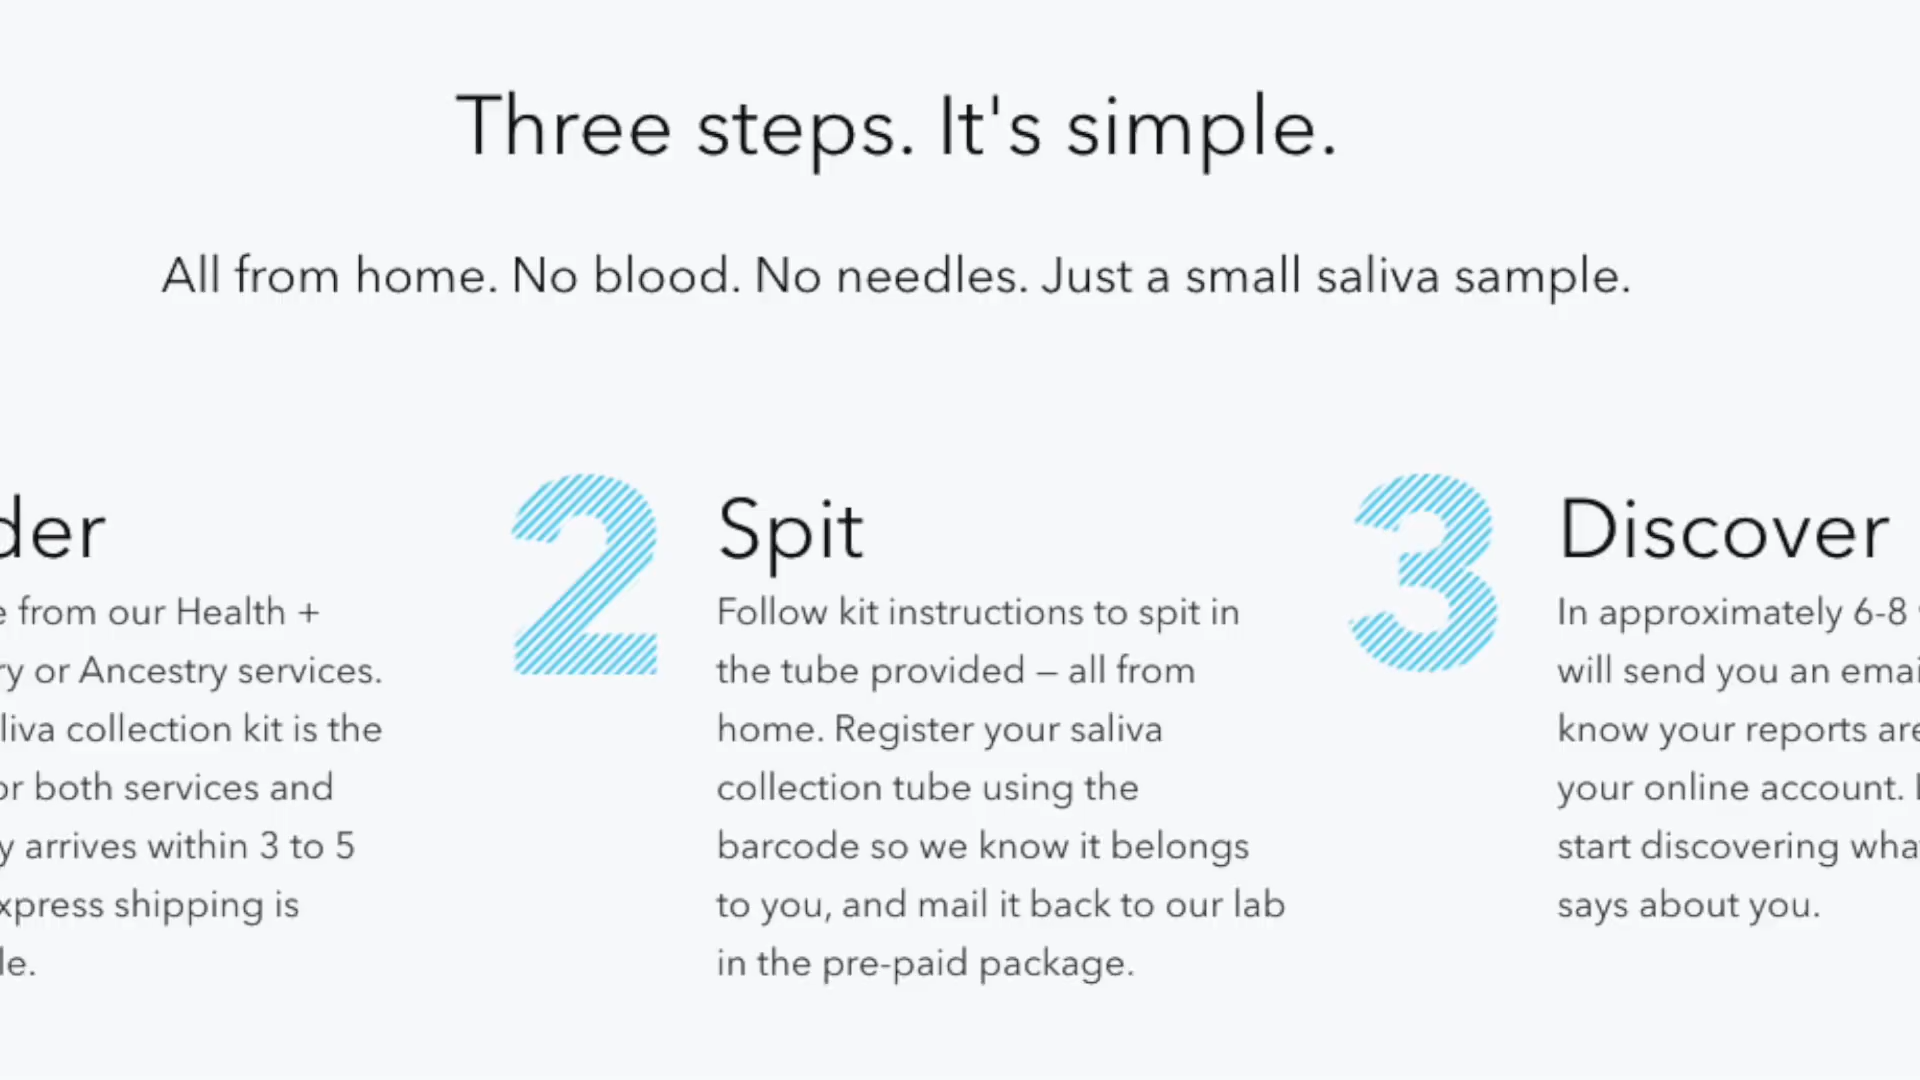 Three steps. It's simple.
All from home. No blood. No needles. Just a small saliva sample.
der
from our Health +
ry or Ancestry services.
liva collection kit is the
or both services and
y arrives within 3 to 5
xpress shipping is
le.
2
Spit
Follow kit instructions to spit in
the tube provided – all from
home. Register your saliva
collection tube using the
barcode so we know it belongs
to you, and mail it back to our lab
in the pre-paid package.
3
Discover
In approximately 6-8
will send you an emai
know your reports are
your online account.
start discovering wha
says about you.